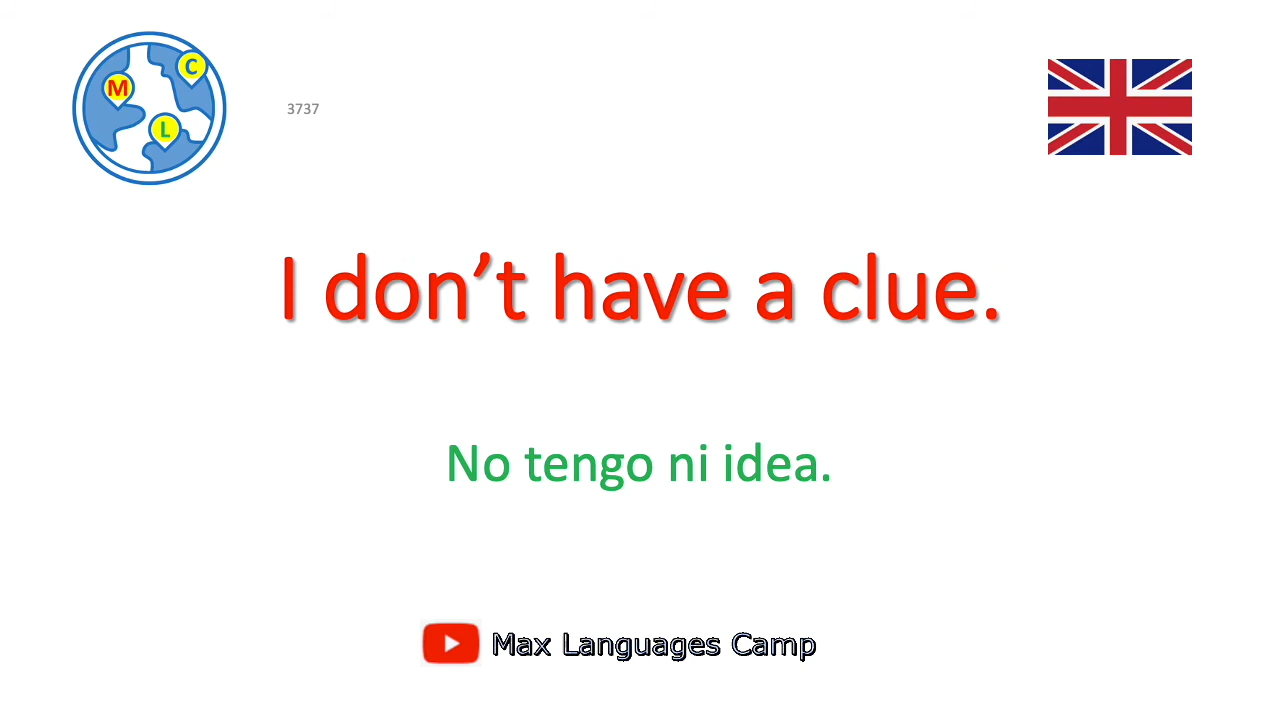 C
M
L
3737
I don’t have a clue.
No tengo ni idea.
Max Languages Camp